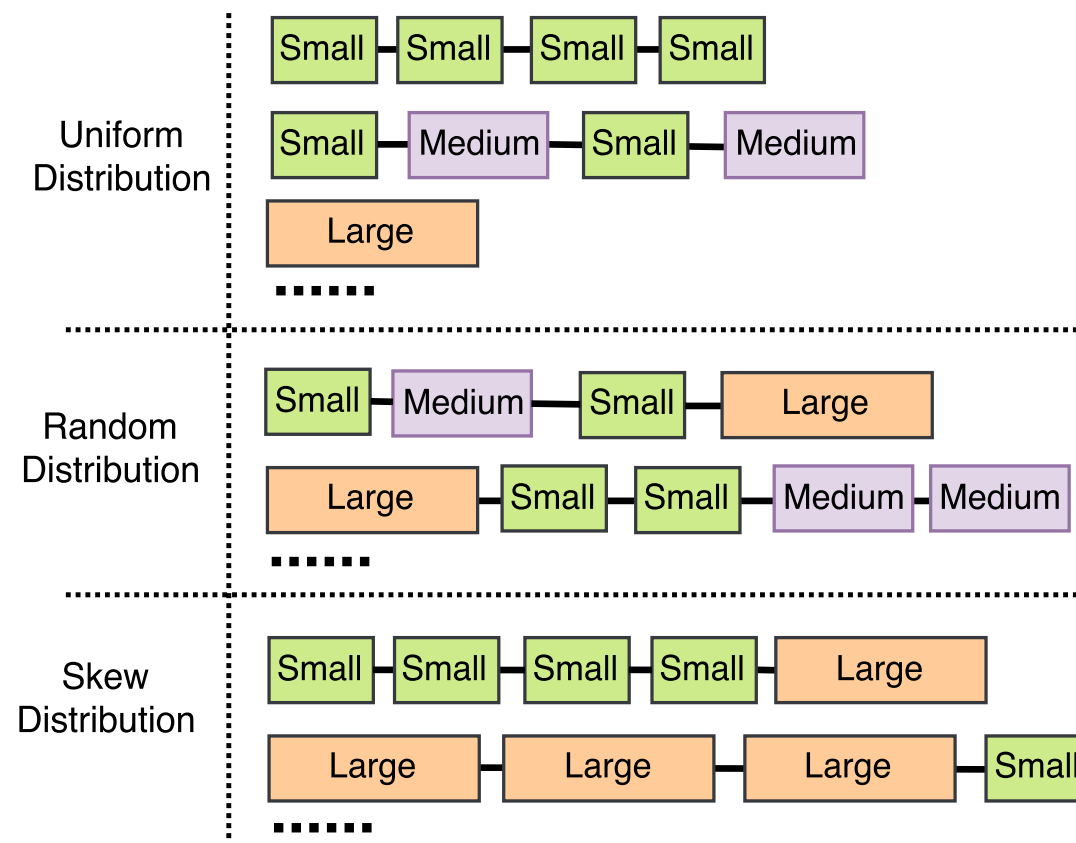 Small Small Small Small
Uniform
Distribution
Small Medium Small Medium
Large
Random
Distribution
Small Medium Small Large
Large Small Small Medium Medium
Skew
Distribution
Small Small Small Small Large
Large Large Large Small